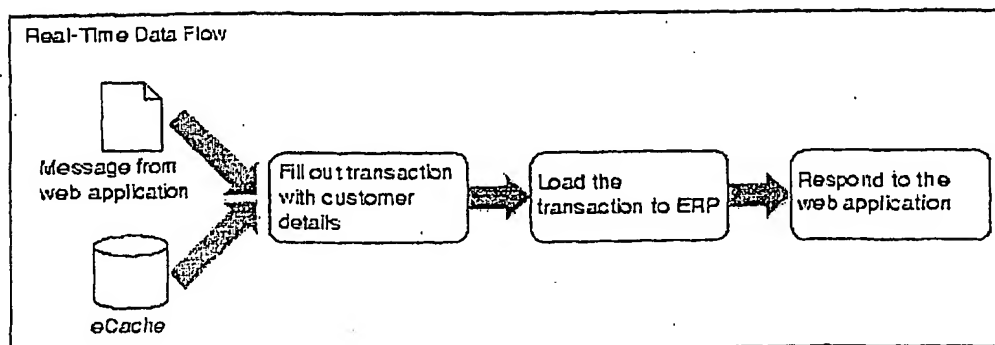 Real-Time Data Flow
Message from
web application
eCache
Fill out transaction
with customer
details
Load the
transaction to ERP
Respond to the
web application